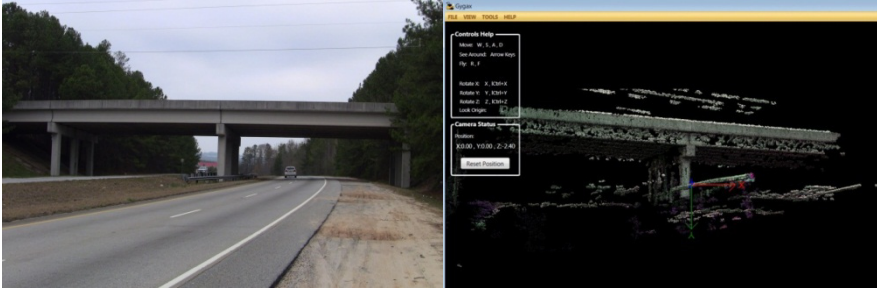 Gygax
FILE VIEW TOOLS HELP
Controls Help
Move: W, S, A, D
See Around: Arrow Keys
Fly: R, F
Rotate X: X, (Ctrl+X
Rotate Y: Y, (Ctrl+Y
Rotate Z: Z, (Ctrl+Z
Look Origin:
Camera Status
Position:
X:0.00 , Y:0.00 , Z:-2.40
Reset Position